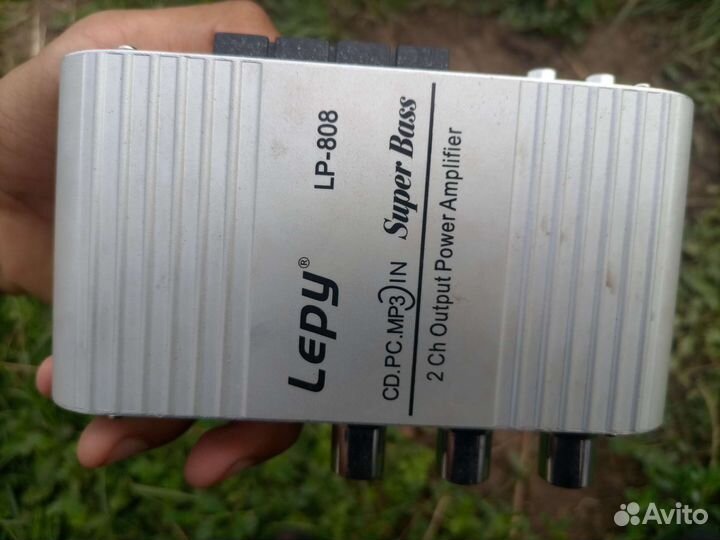 Lepy®
LP-808
CD.PC.MP3 IN Super Bass
2 Ch Output Power Amplifier
Avito